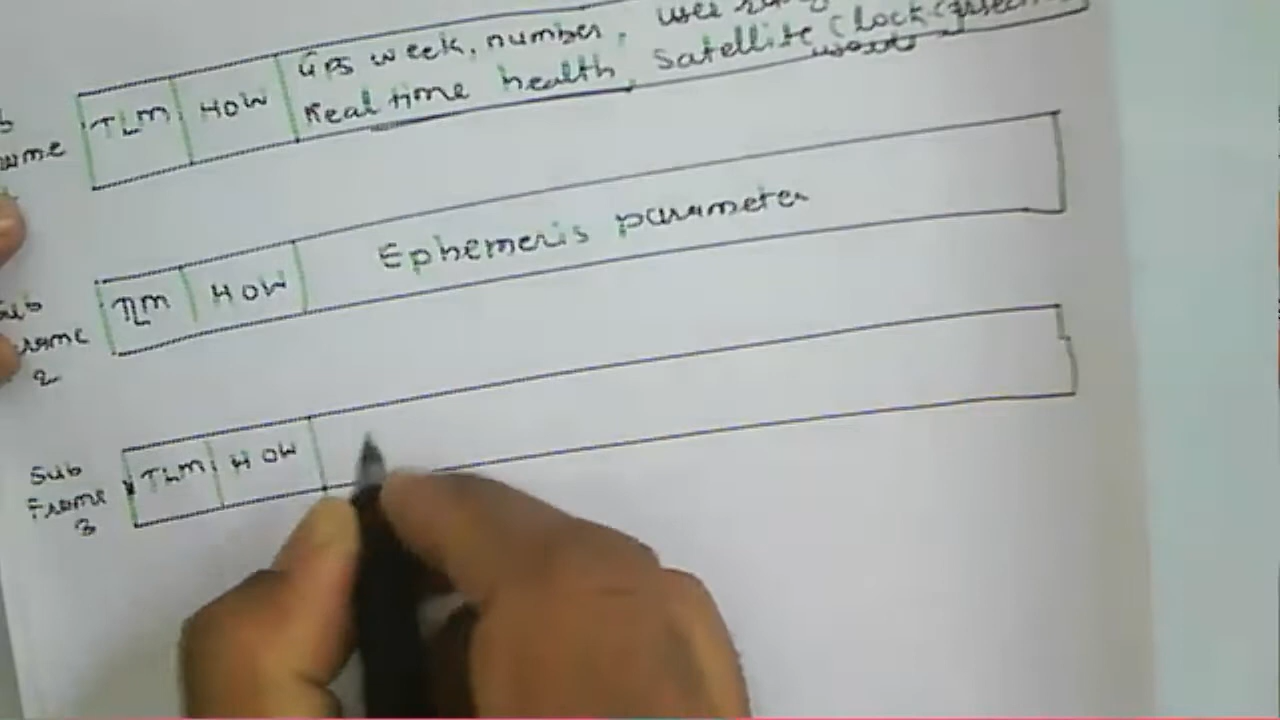 TLM HOW GPS week, number, user
Real time health, Satellite Clock
TLM HOW Ephemeris parameter
Sub
Frame
2
TLM HOW
Sub
Frame
3